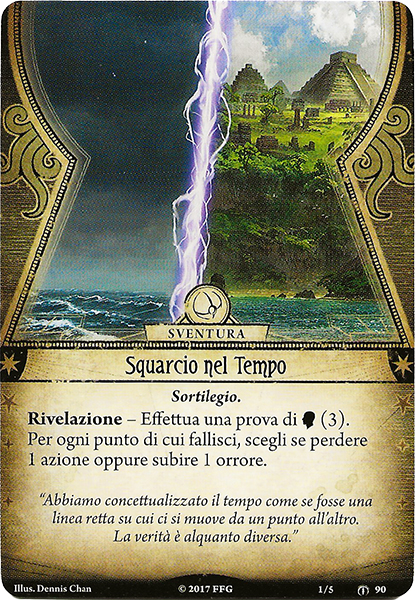 SVENTURA
Squarcio nel Tempo
Sortilegio.
Rivelazione – Effettua una prova di (3).
Per ogni punto di cui fallisci, scegli se perdere
1 azione oppure subire 1 orrore.
“Abbiamo concettualizzato il tempo come se fosse una
linea retta su cui ci si muove da un punto all’altro.
La verità è alquanto diversa.”
Illus. Dennis Chan © 2017 FFG 1/5 90